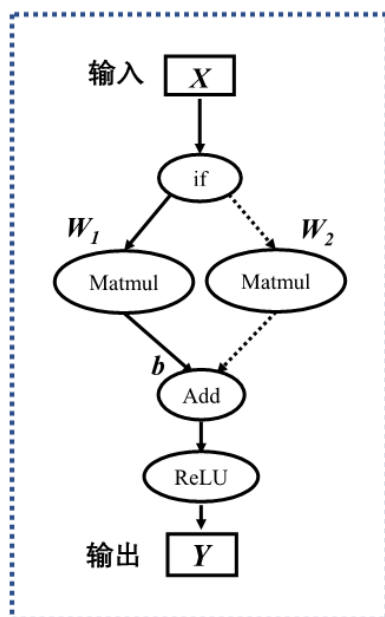 输入 X
if
W1 W2
Matmul Matmul
b
Add
ReLU
输出 Y